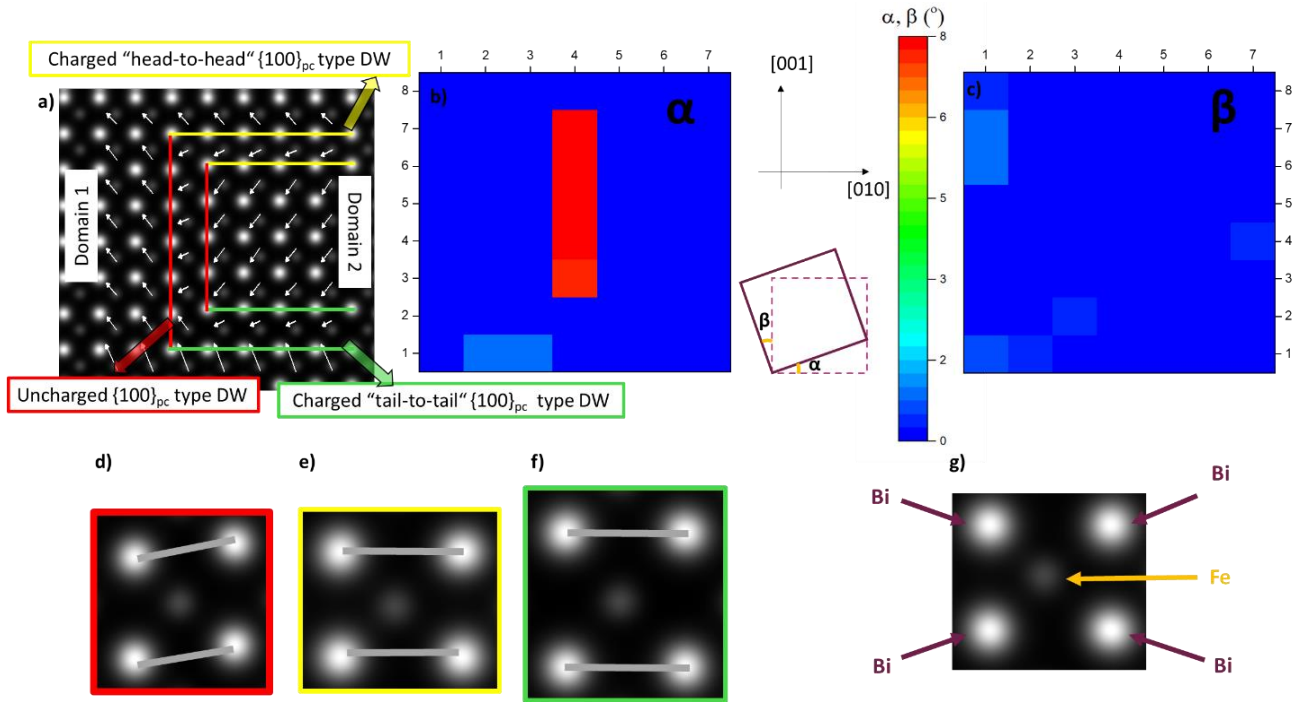 Charged “head-to-head“ {100}pc type DW
a)
Domain 1
Domain 2
Uncharged {100}pc type DW
Charged “tail-to-tail“ {100}pc type DW
1 2 3 4 5 6 7
b)
α
8
7
6
5
4
3
2
1
[001]
[010]
β
α
α, β (°)
8
7
6
5
3
2
0
1 2 3 4 5 6 7
c)
β
8
7
6
5
4
3
2
1
d)
e)
f)
g)
Bi
Bi
Fe
Bi
Bi